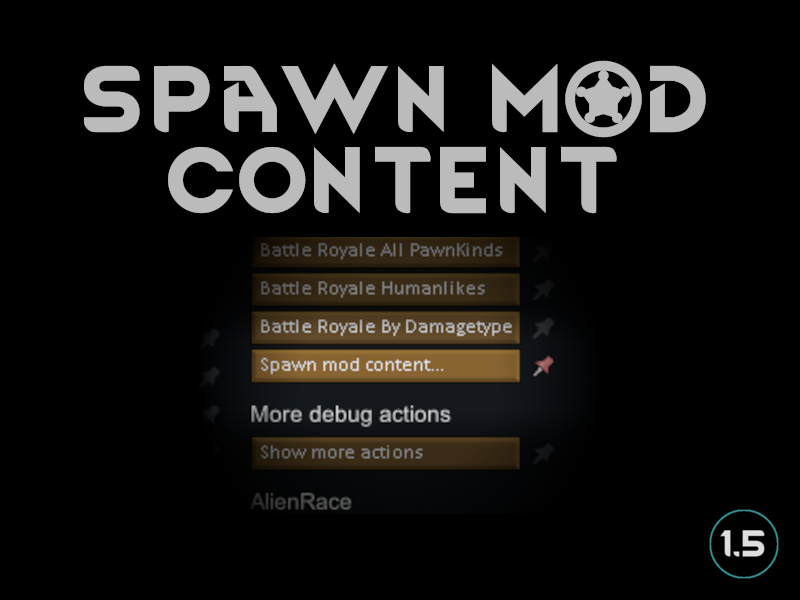 SPAWN MOD
CONTENT
Battle Royale All PawnKinds
Battle Royale Humanlikes
Battle Royale By Damagetype
Spawn mod content...
More debug actions
Show more actions
AlienRace
1.5